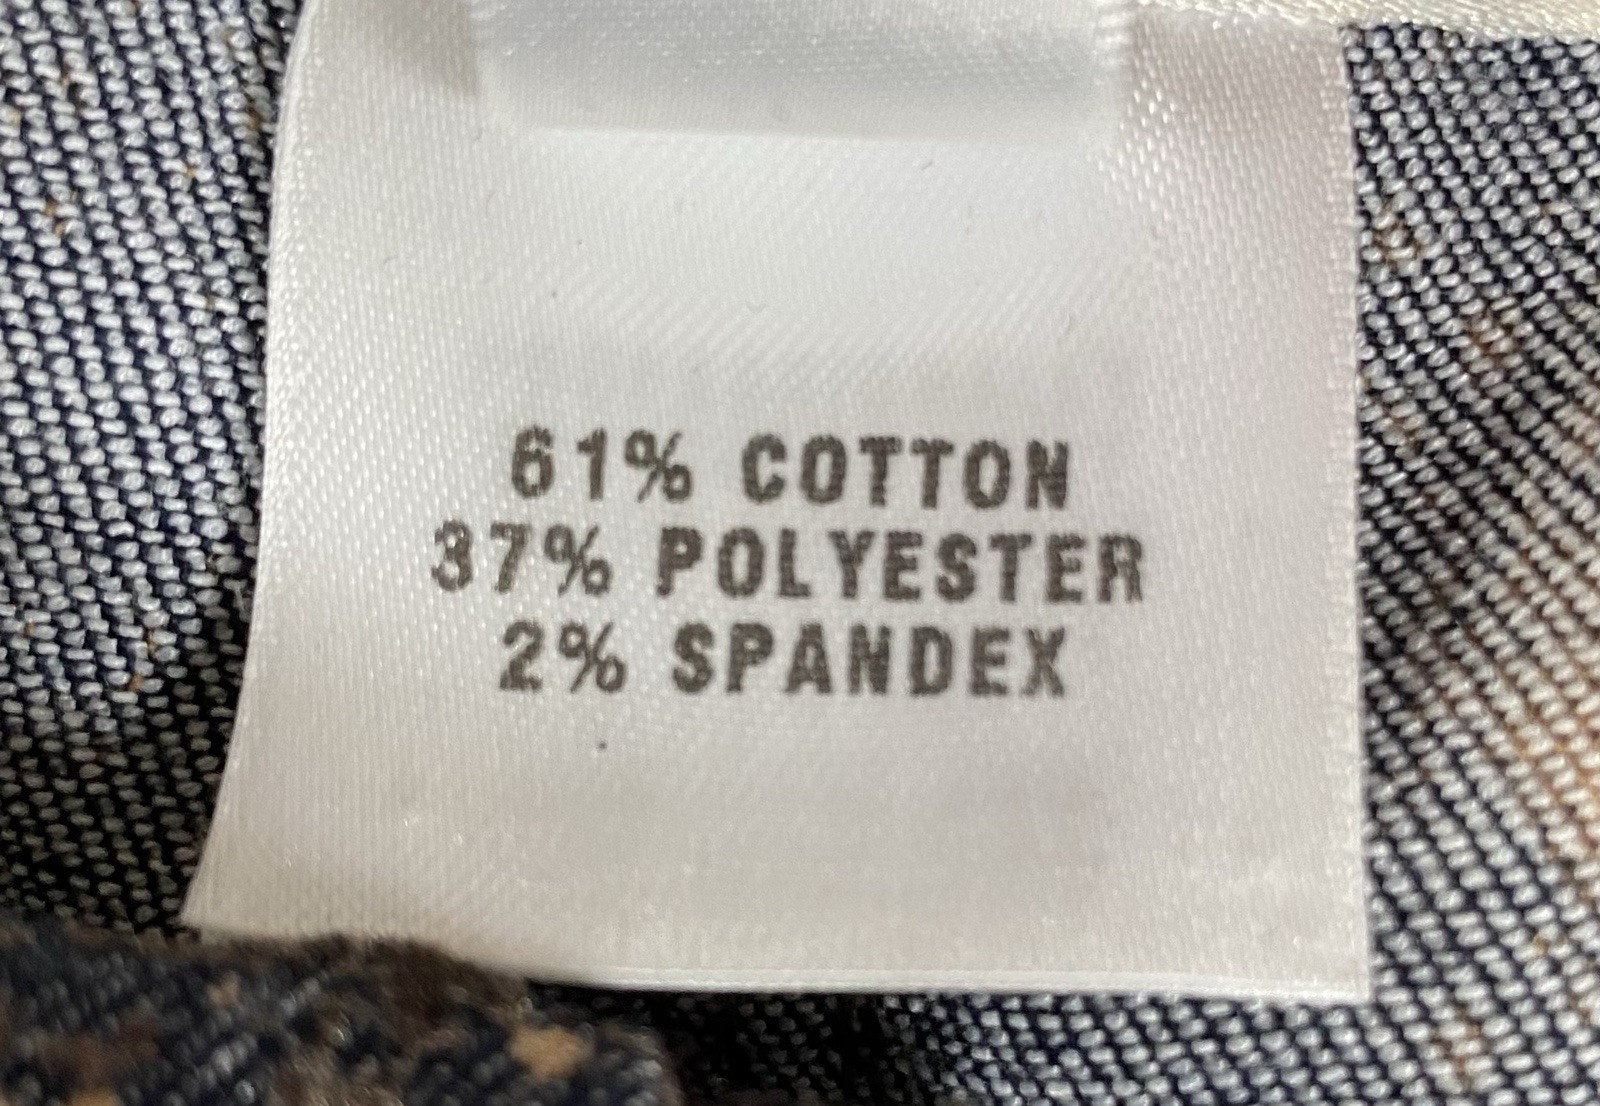 61% COTTON
37% POLYESTER
2% SPANDEX